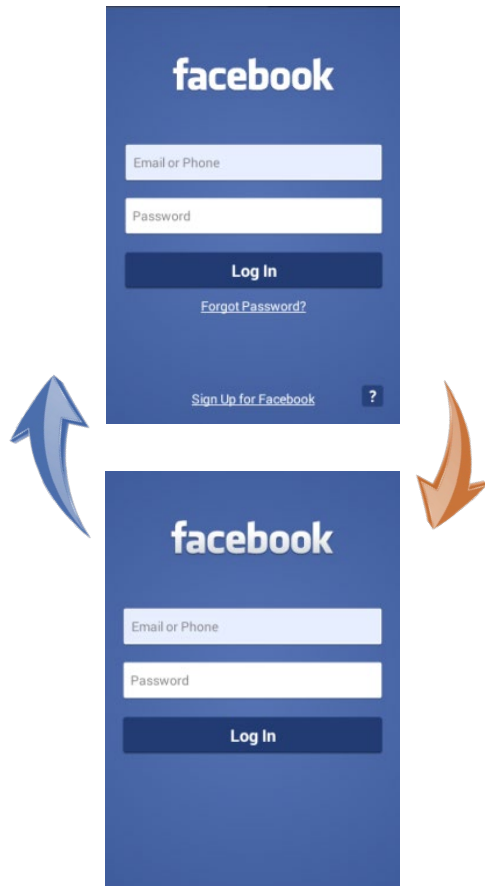 facebook
Email or Phone
Password
Log In
Forgot Password?
Sign Up for Facebook
?
facebook
Email or Phone
Password
Log In